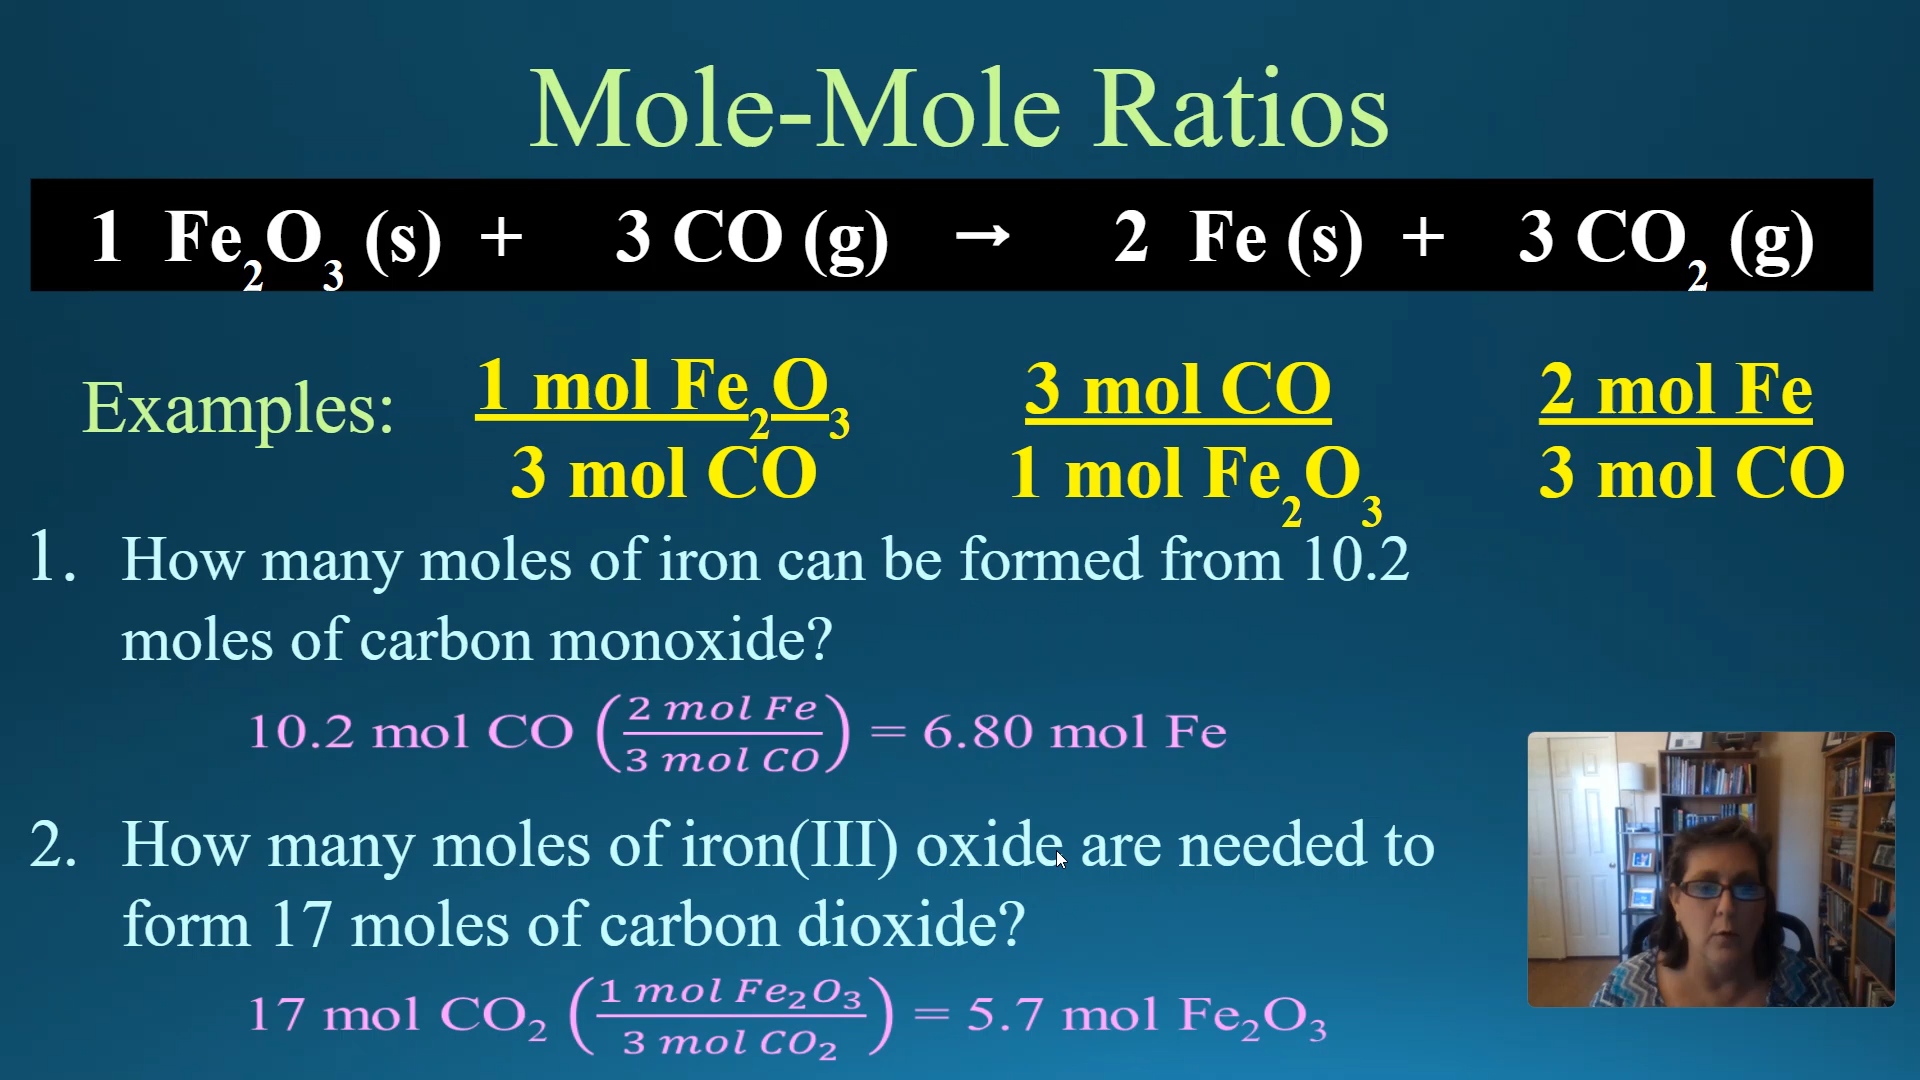 Mole-Mole Ratios
1 Fe₂O₃ (s) + 3 CO (g) → 2 Fe (s) + 3 CO₂ (g)
Examples: 1 mol Fe₂O₃ 3 mol CO 2 mol Fe
3 mol CO 1 mol Fe₂O₃ 3 mol CO
1. How many moles of iron can be formed from 10.2
moles of carbon monoxide?
10.2 mol CO (2 mol Fe / 3 mol CO) = 6.80 mol Fe
2. How many moles of iron(III) oxide are needed to
form 17 moles of carbon dioxide?
17 mol CO₂ (1 mol Fe₂O₃ / 3 mol CO₂) = 5.7 mol Fe₂O₃